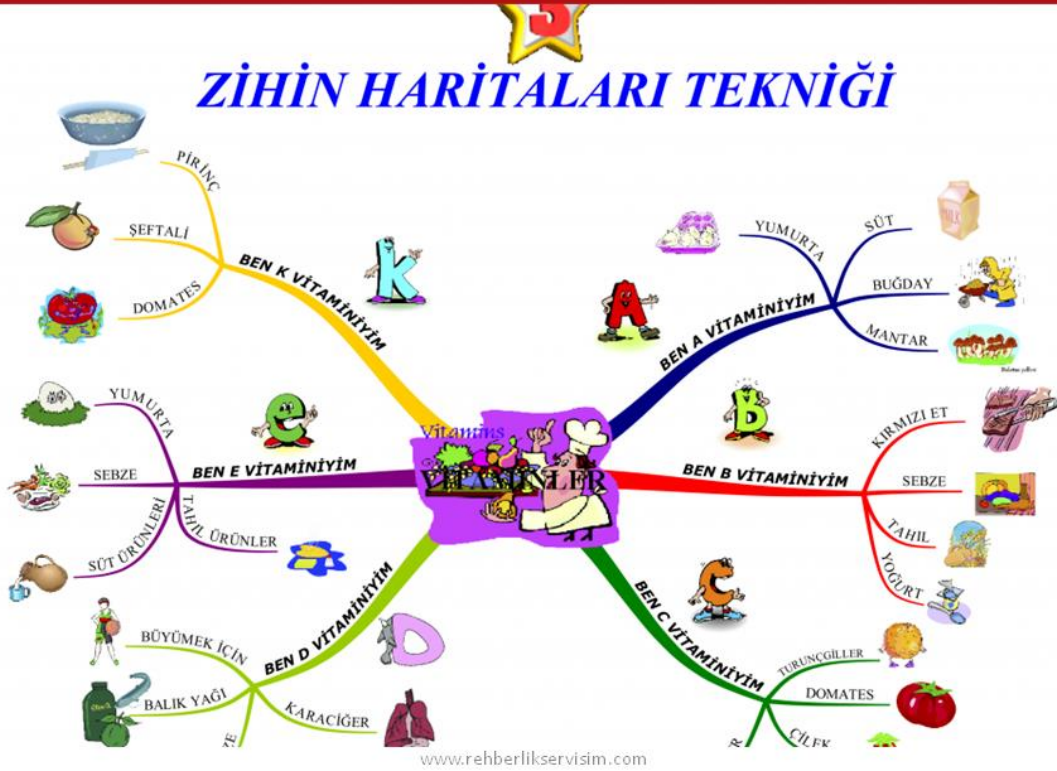 3
ZİHİN HARİTALARI TEKNİĞİ
PİRİNÇ
ŞEFTALİ
DOMATES
BEN K VİTAMİNİYİM
K
YUMURTA
SÜT
MILK
BUĞDAY
MANTAR
BEN A VİTAMİNİYİM
A
YUMURTA
SEBZE
SÜT ÜRÜNLERİ
TAHIL ÜRÜNLER
BEN E VİTAMİNİYİM
e
Vitamins
VİTAMİNLER
b
BEN B VİTAMİNİYİM
KIRMIZI ET
SEBZE
TAHIL
YOĞURT
BÜYÜMEK İÇİN
BALIK YAĞI
KARACİĞER
BEN D VİTAMİNİYİM
D
C
BEN C VİTAMİNİYİM
TURUNÇGİLLER
DOMATES
ÇİLEK
www.rehberlikservisim.com